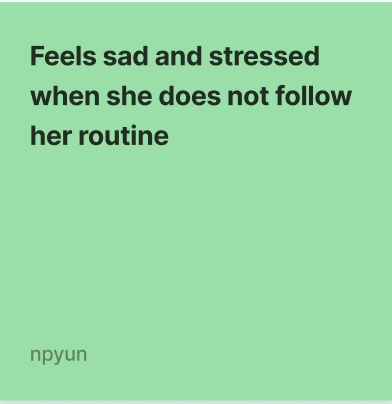 Feels sad and stressed
when she does not follow
her routine
npyun